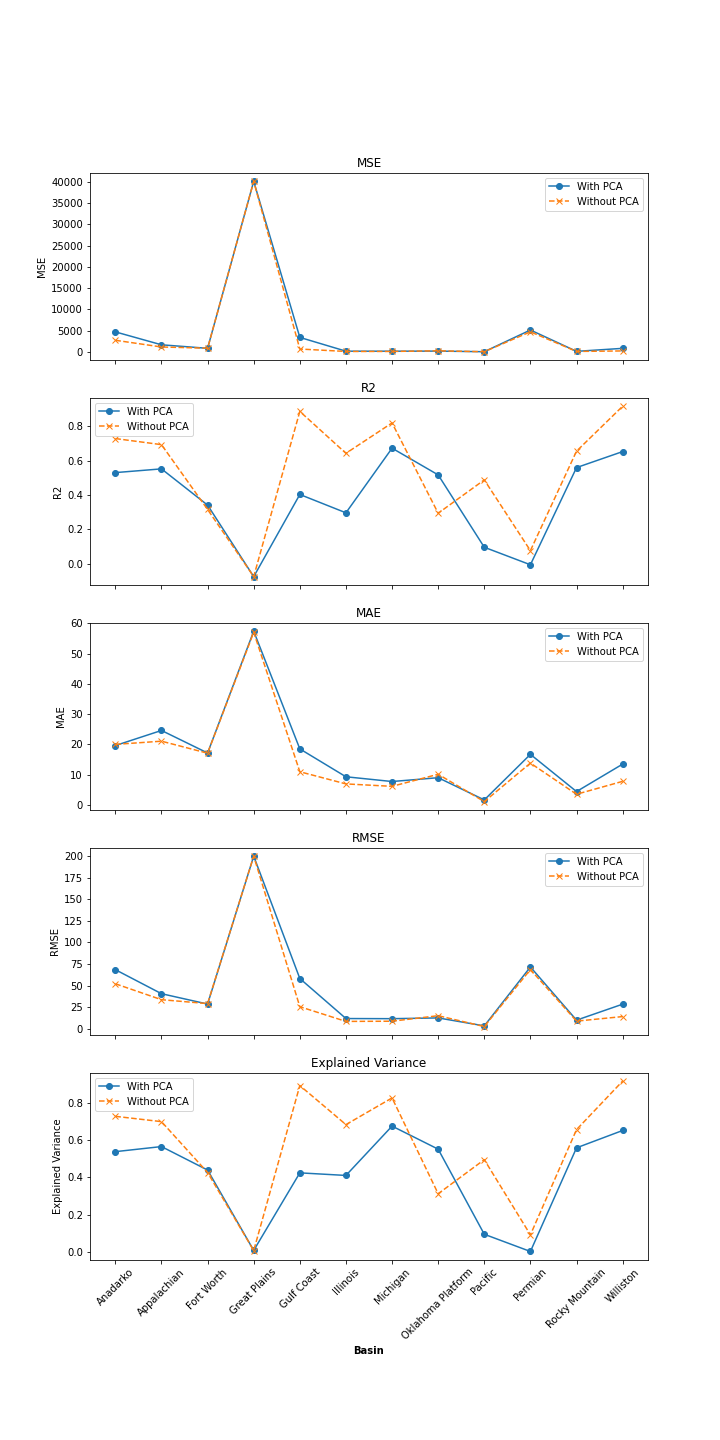 MSE
40000
35000
30000
25000
20000
15000
10000
5000
0
MSE
With PCA
Without PCA
R2
0.8
0.6
0.4
0.2
0.0
R2
With PCA
Without PCA
MAE
60
50
40
30
20
10
0
MAE
With PCA
Without PCA
RMSE
200
175
150
125
100
75
50
25
0
RMSE
With PCA
Without PCA
Explained Variance
0.8
0.6
0.4
0.2
0.0
Explained Variance
With PCA
Without PCA
Anadarko
Appalachian
Fort Worth
Great Plains
Gulf Coast
Illinois
Michigan
Oklahoma Platform
Pacific
Permian
Rocky Mountain
Williston
Basin